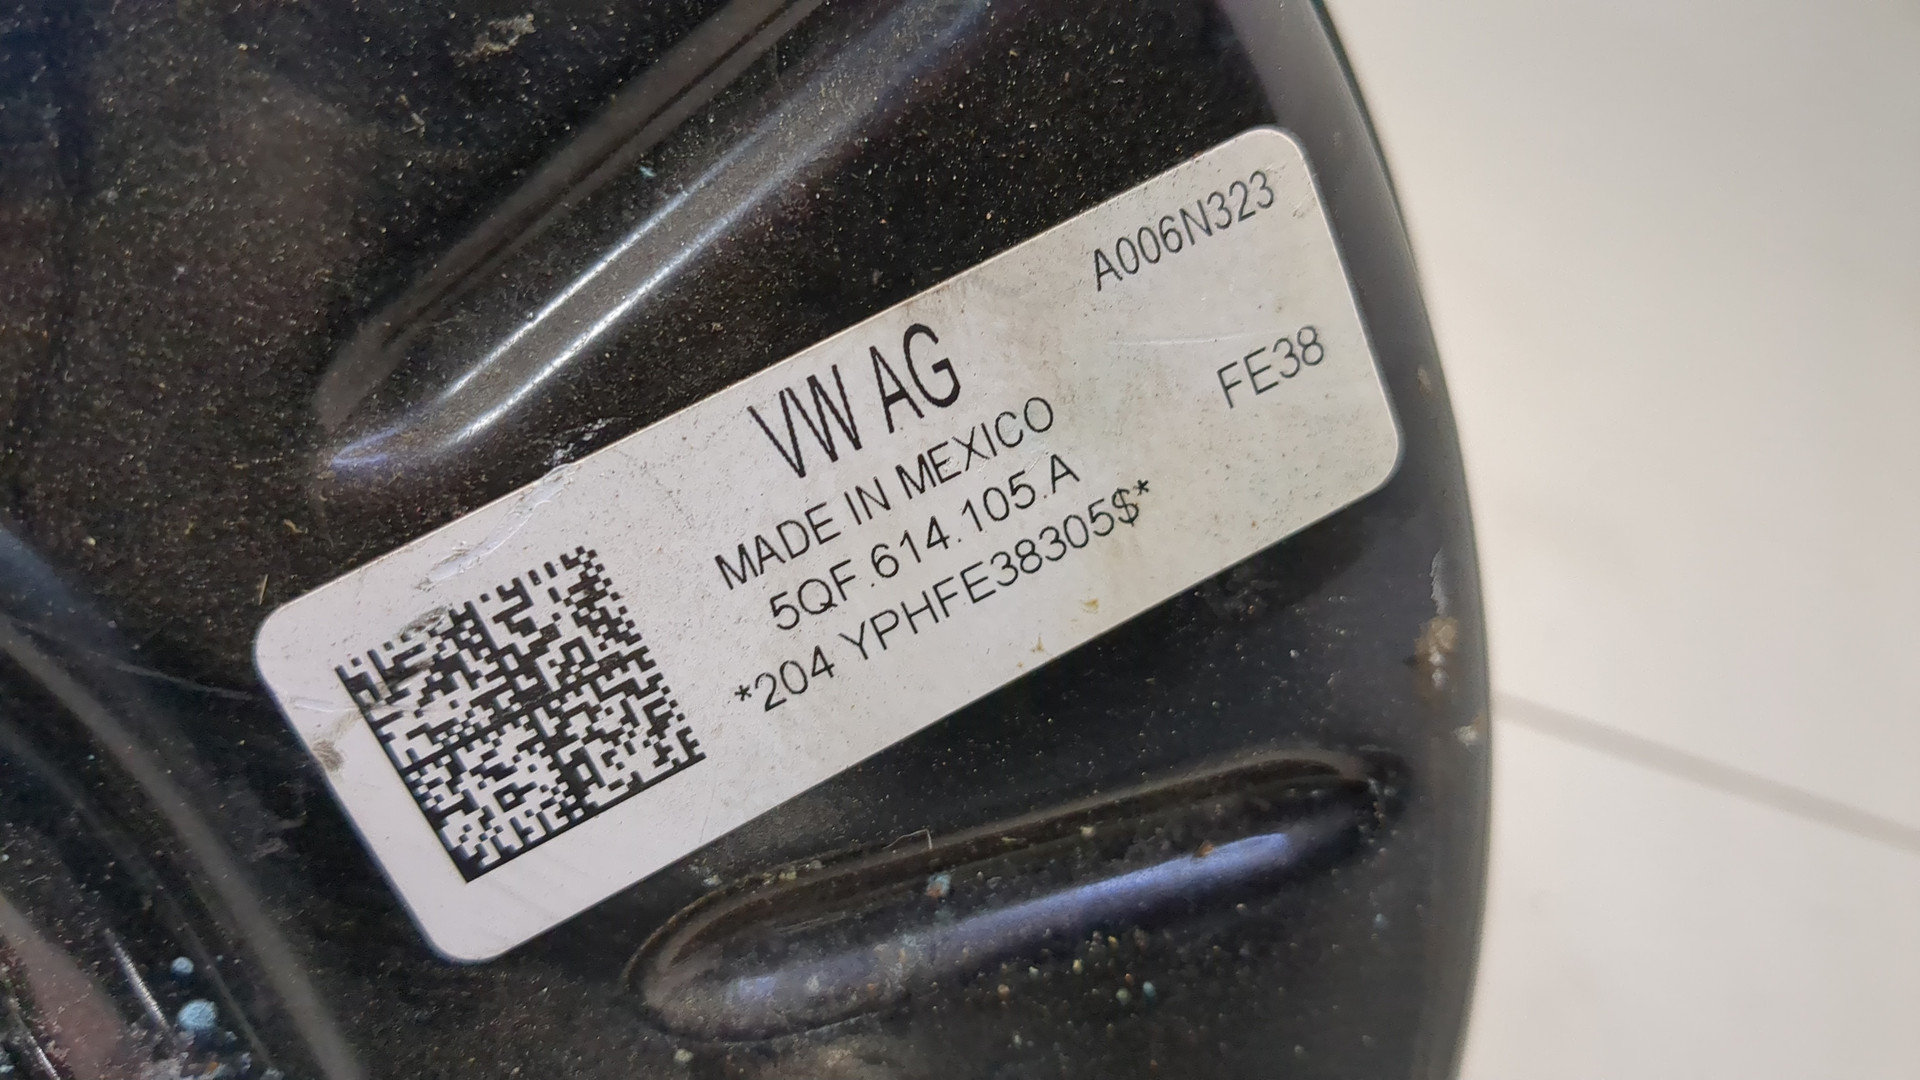 A006N323
VW AG
FE38
MADE IN MEXICO
5QF.614.105.A
*204 YPHFE38305$*